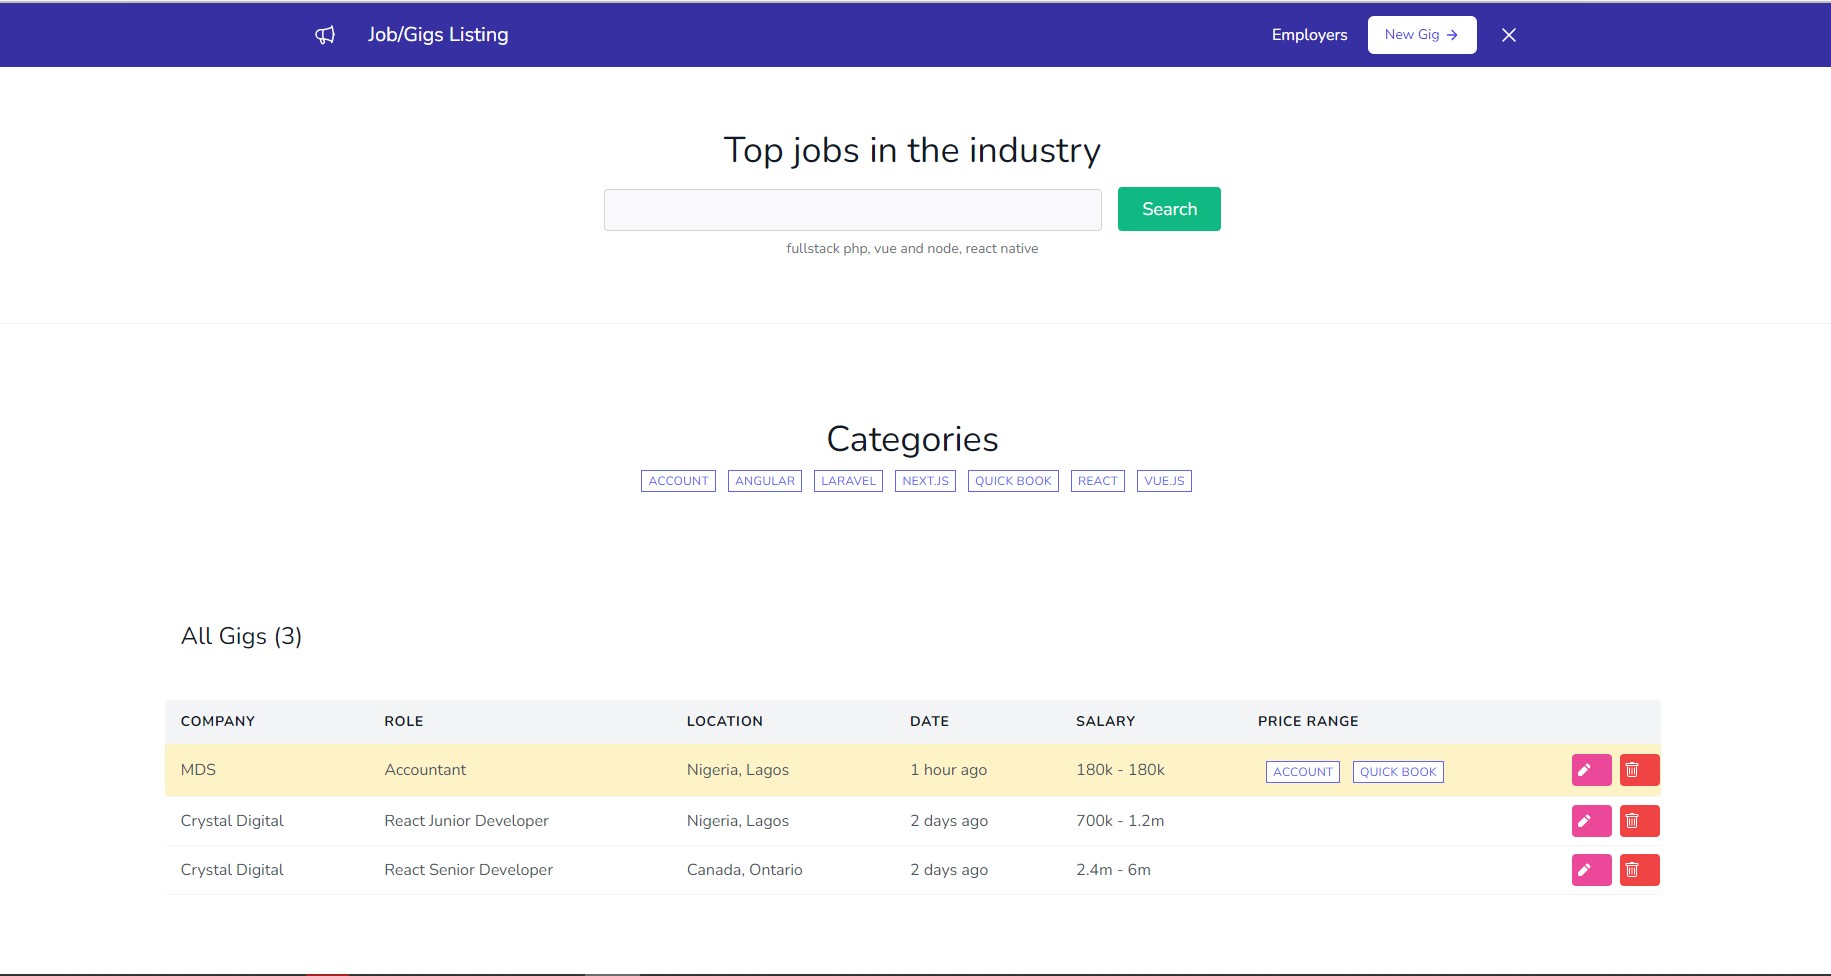 Job/Gigs Listing Employers New Gig →
Top jobs in the industry
Search
fullstack php, vue and node, react native
Categories
ACCOUNT ANGULAR LARAVEL NEXT.JS QUICK BOOK REACT VUE.JS
All Gigs (3)
COMPANY ROLE LOCATION DATE SALARY PRICE RANGE
MDS Accountant Nigeria, Lagos 1 hour ago 180k - 180k ACCOUNT QUICK BOOK
Crystal Digital React Junior Developer Nigeria, Lagos 2 days ago 700k - 1.2m
Crystal Digital React Senior Developer Canada, Ontario 2 days ago 2.4m - 6m